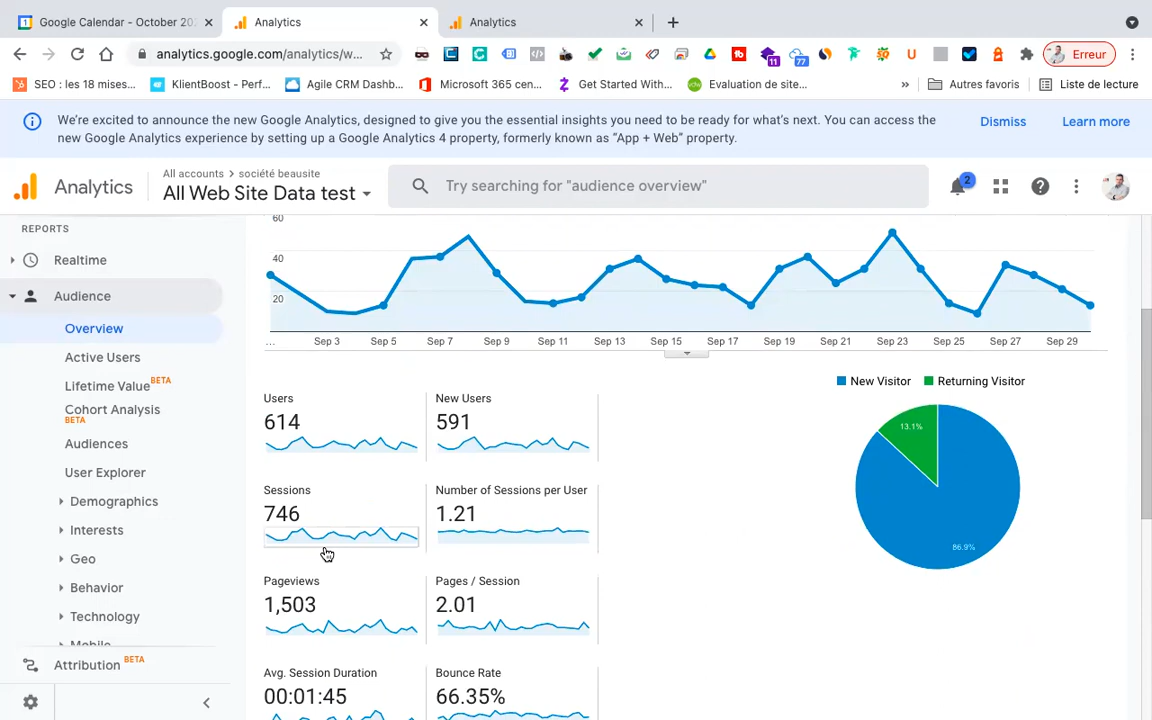 Google Calendar - October 202
Analytics
Analytics
analytics.google.com/analytics/w...
11
77
Erreur
SEO : les 18 mises...
KlientBoost - Perf...
Agile CRM Dashb...
Microsoft 365 cen...
Get Started With...
Evaluation de site...
»
Autres favoris
Liste de lecture
We're excited to announce the new Google Analytics, designed to give you the essential insights you need to be ready for what's next. You can access the
new Google Analytics experience by setting up a Google Analytics 4 property, formerly known as "App + Web" property.
Dismiss
Learn more
Analytics
All accounts > société beausite
All Web Site Data test
Try searching for "audience overview"
2
REPORTS
Realtime
Audience
Overview
Active Users
Lifetime Value BETA
Cohort Analysis
BETA
Audiences
User Explorer
Demographics
Interests
Geo
Behavior
Technology
Mobile
Attribution BETA
60
40
20
...
Sep 3
Sep 5
Sep 7
Sep 9
Sep 11
Sep 13
Sep 15
Sep 17
Sep 19
Sep 21
Sep 23
Sep 25
Sep 27
Sep 29
Users
614
New Users
591
Sessions
746
Number of Sessions per User
1.21
Pageviews
1,503
Pages / Session
2.01
Avg. Session Duration
00:01:45
Bounce Rate
66.35%
New Visitor
Returning Visitor
13.1%
86.9%